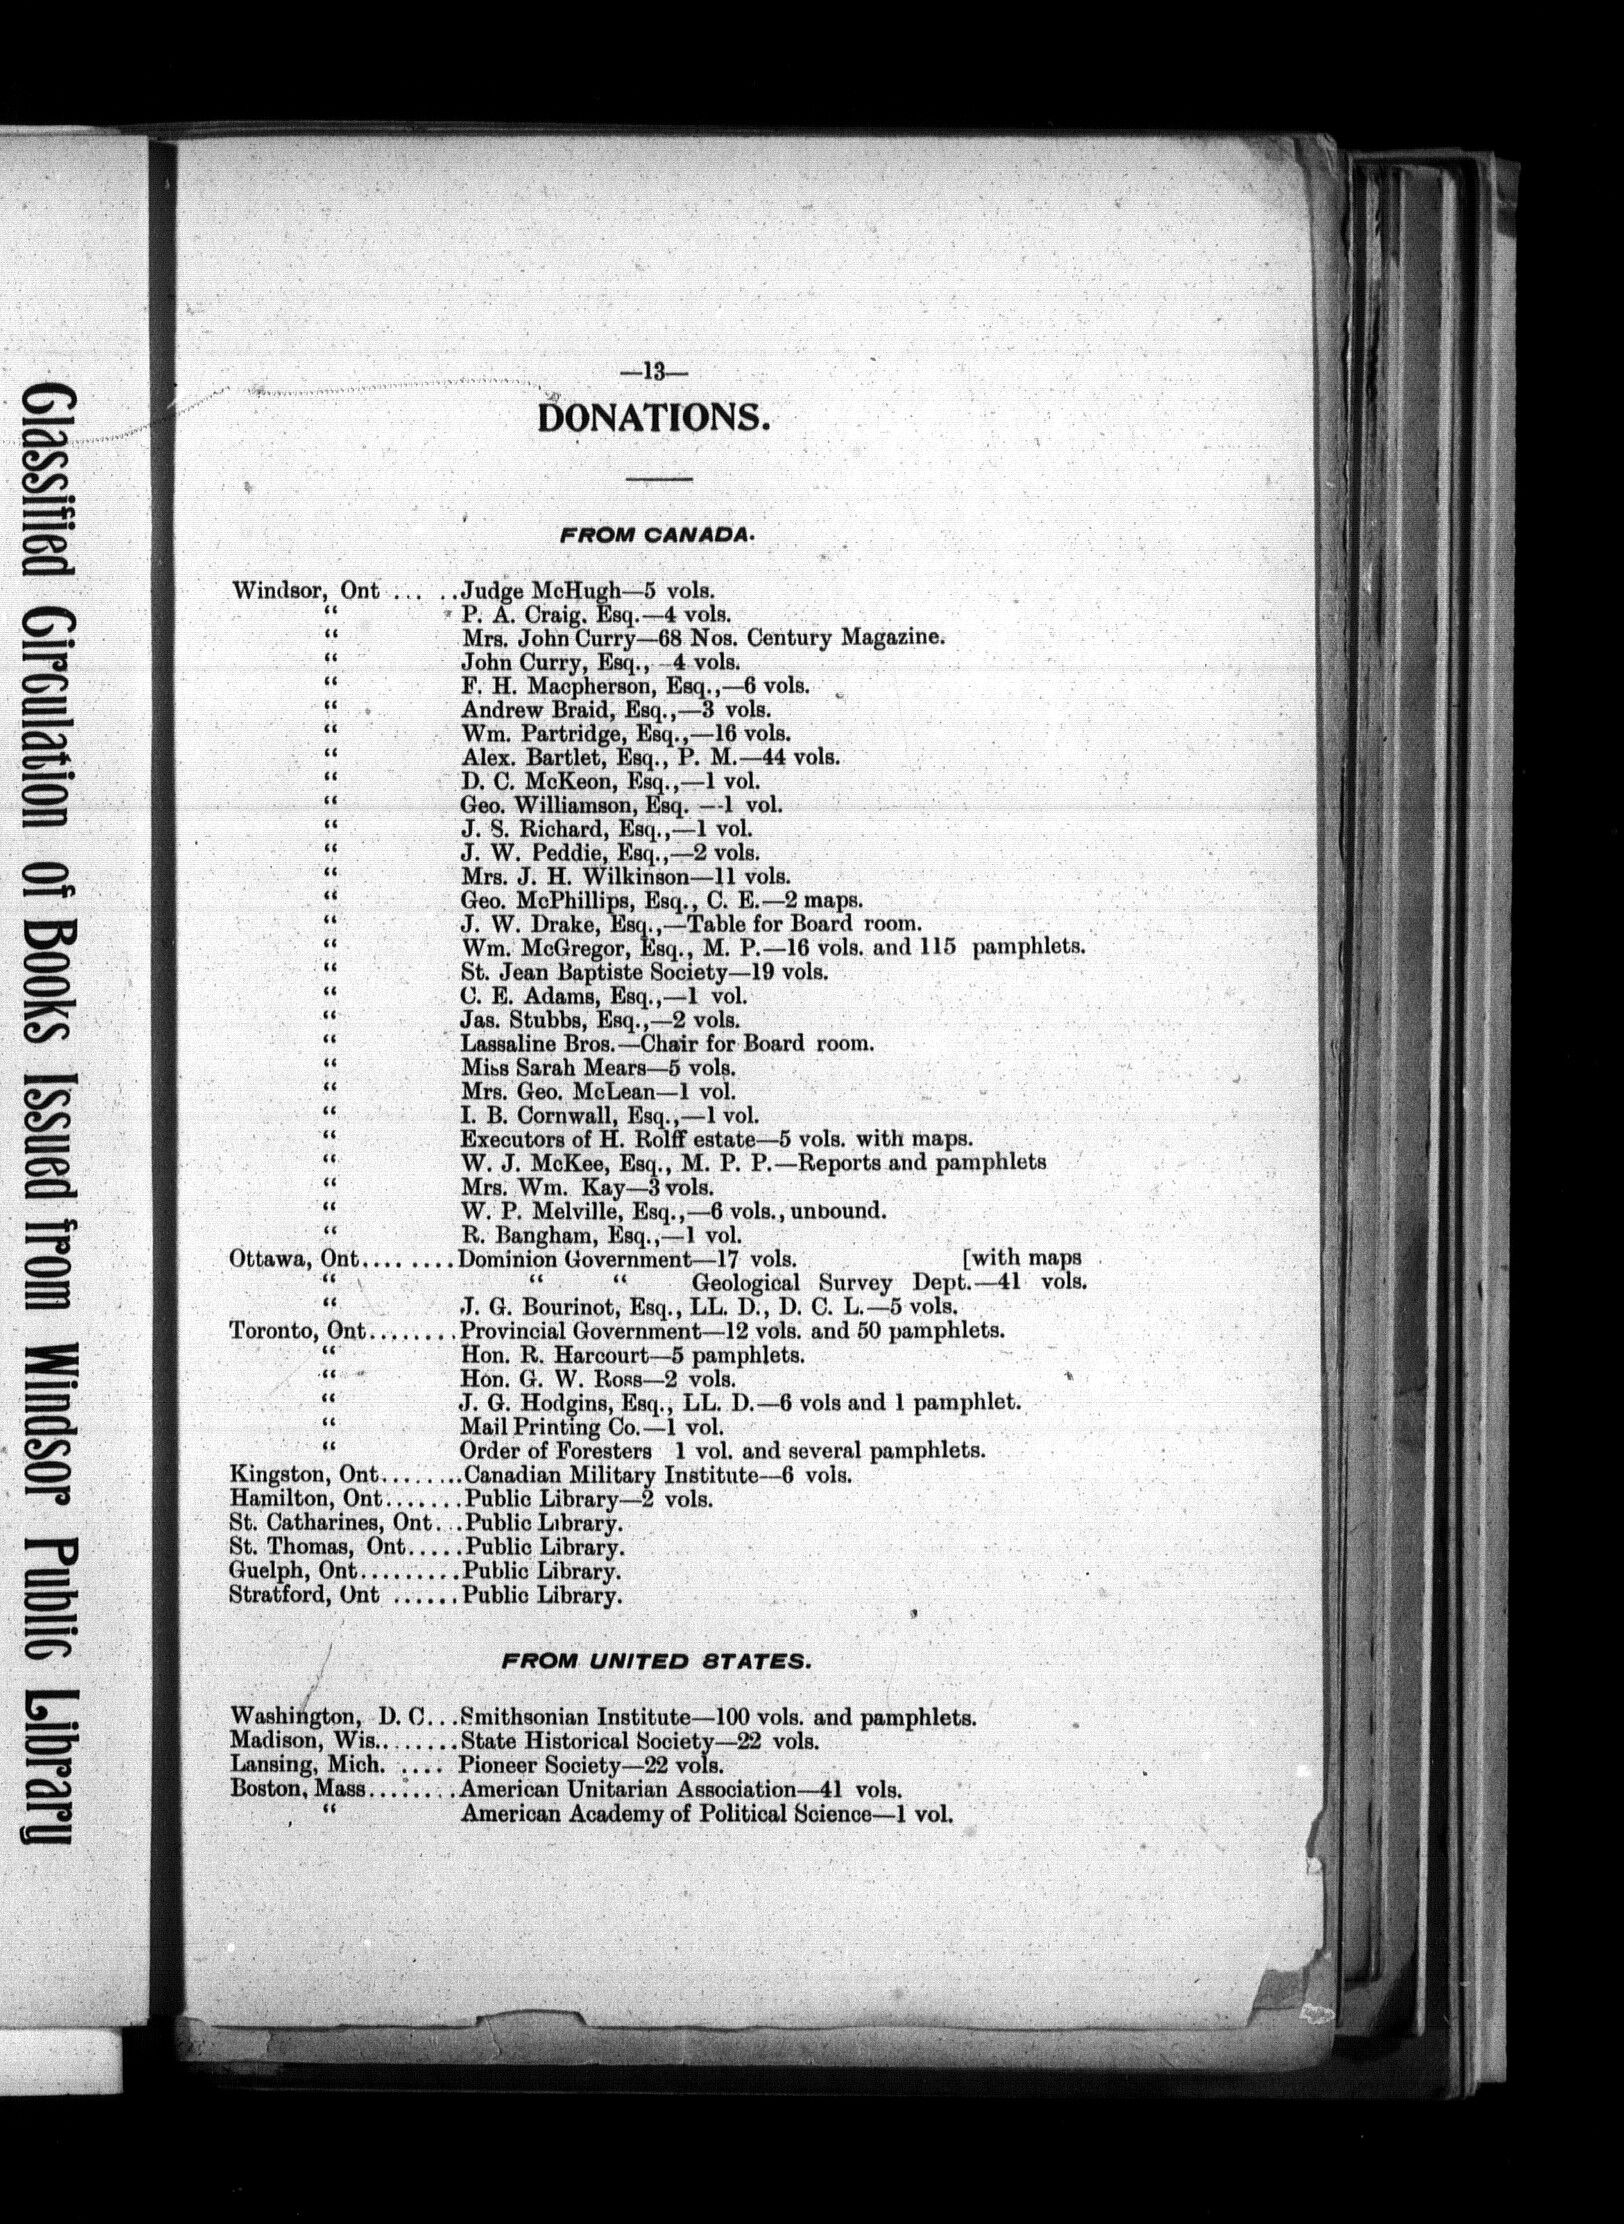 Classified Circulation of Books Issued from Windsor Public Library
—13—
DONATIONS.
FROM CANADA.
Windsor, Ont ... ..Judge McHugh—5 vols.
“ P. A. Craig. Esq.—4 vols.
“ Mrs. John Curry—68 Nos. Century Magazine.
“ John Curry, Esq., —4 vols.
“ F. H. Macpherson, Esq.,—6 vols.
“ Andrew Braid, Esq.,—3 vols.
“ Wm. Partridge, Esq.,—16 vols.
“ Alex. Bartlet, Esq., P. M.—44 vols.
“ D. C. McKeon, Esq.,—1 vol.
“ Geo. Williamson, Esq. —1 vol.
“ J. S. Richard, Esq.,—1 vol.
“ J. W. Peddie, Esq.,—2 vols.
“ Mrs. J. H. Wilkinson—11 vols.
“ Geo. McPhillips, Esq., C. E.—2 maps.
“ J. W. Drake, Esq.,—Table for Board room.
“ Wm. McGregor, Esq., M. P.—16 vols. and 115 pamphlets.
“ St. Jean Baptiste Society—19 vols.
“ C. E. Adams, Esq.,—1 vol.
“ Jas. Stubbs, Esq.,—2 vols.
“ Lassaline Bros.—Chair for Board room.
“ Miss Sarah Mears—5 vols.
“ Mrs. Geo. McLean—1 vol.
“ I. B. Cornwall, Esq.,—1 vol.
“ Executors of H. Rolff estate—5 vols. with maps.
“ W. J. McKee, Esq., M. P. P.—Reports and pamphlets
“ Mrs. Wm. Kay—3 vols.
“ W. P. Melville, Esq.,—6 vols., unbound.
“ R. Bangham, Esq.,—1 vol.
Ottawa, Ont........Dominion Government—17 vols. [with maps
“ “ “ Geological Survey Dept.—41 vols.
“ J. G. Bourinot, Esq., LL. D., D. C. L.—5 vols.
Toronto, Ont........Provincial Government—12 vols. and 50 pamphlets.
“ Hon. R. Harcourt—5 pamphlets.
“ Hon. G. W. Ross—2 vols.
“ J. G. Hodgins, Esq., LL. D.—6 vols and 1 pamphlet.
“ Mail Printing Co.—1 vol.
“ Order of Foresters 1 vol. and several pamphlets.
Kingston, Ont........Canadian Military Institute—6 vols.
Hamilton, Ont.......Public Library—2 vols.
St. Catharines, Ont...Public Library.
St. Thomas, Ont.....Public Library.
Guelph, Ont.........Public Library.
Stratford, Ont ......Public Library.
FROM UNITED STATES.
Washington, D. C...Smithsonian Institute—100 vols. and pamphlets.
Madison, Wis........State Historical Society—22 vols.
Lansing, Mich. .... Pioneer Society—22 vols.
Boston, Mass........American Unitarian Association—41 vols.
“ American Academy of Political Science—1 vol.